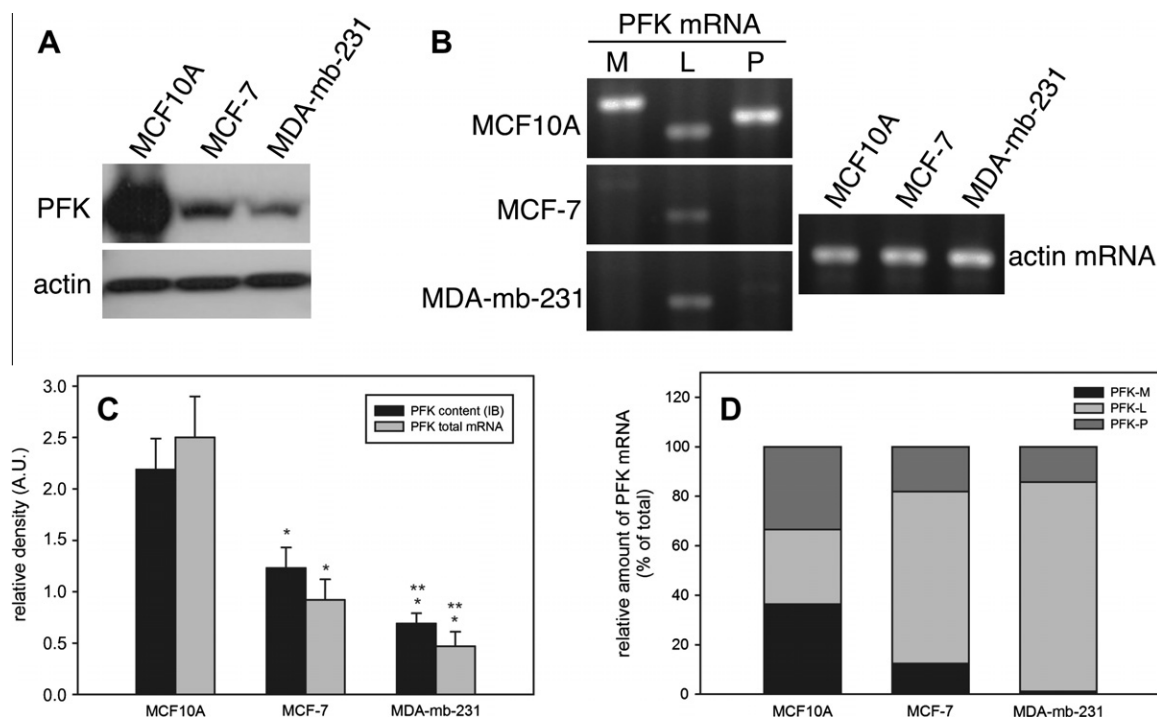 A
MCF10A
MCF-7
MDA-mb-231
PFK
actin
B
PFK mRNA
M L P
MCF10A
MCF-7
MDA-mb-231
MCF10A
MCF-7
MDA-mb-231
actin mRNA
C
relative density (A.U.)
3.0
2.5
2.0
1.5
1.0
0.5
0.0
PFK content (IB)
PFK total mRNA
*
*
**
*
**
*
MCF10A MCF-7 MDA-mb-231
D
relative amount of PFK mRNA
(% of total)
120
100
80
60
40
20
0
PFK-M
PFK-L
PFK-P
MCF10A MCF-7 MDA-mb-231